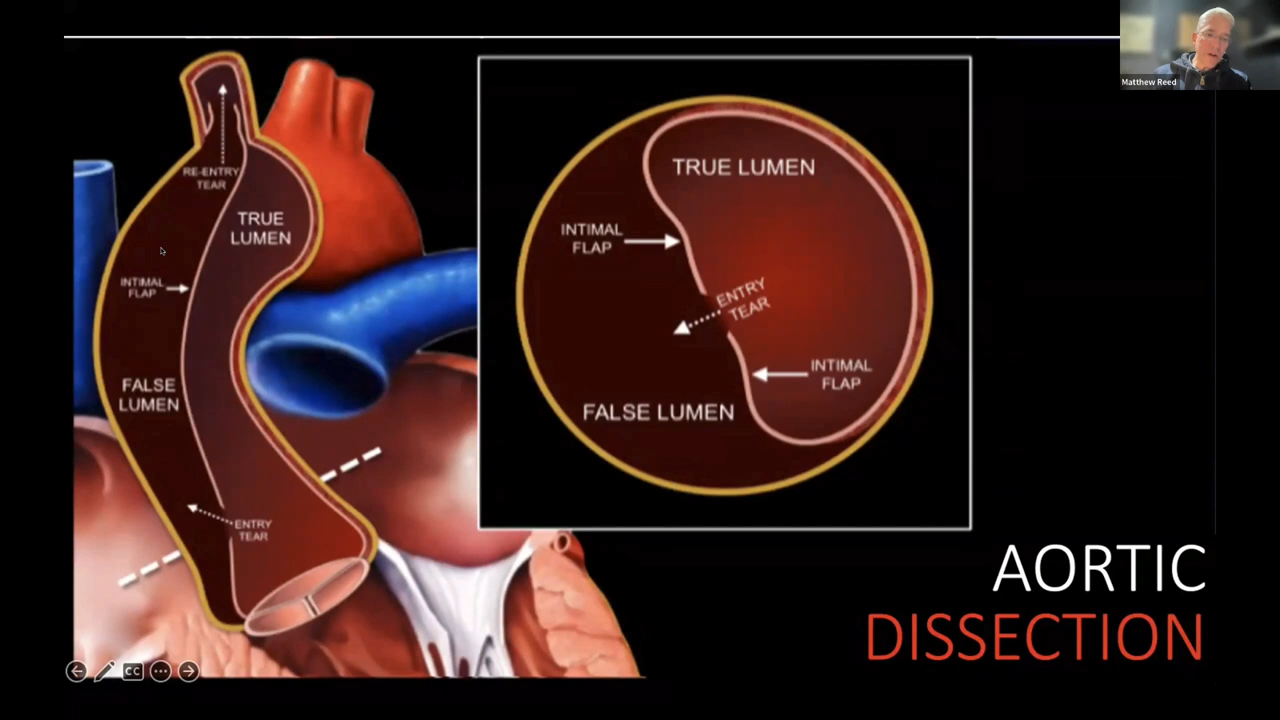 Matthew Reed
RE-ENTRY
TEAR
TRUE
LUMEN
INTIMAL
FLAP
FALSE
LUMEN
ENTRY
TEAR
TRUE LUMEN
INTIMAL
FLAP
ENTRY
TEAR
INTIMAL
FLAP
FALSE LUMEN
AORTIC
DISSECTION
CC